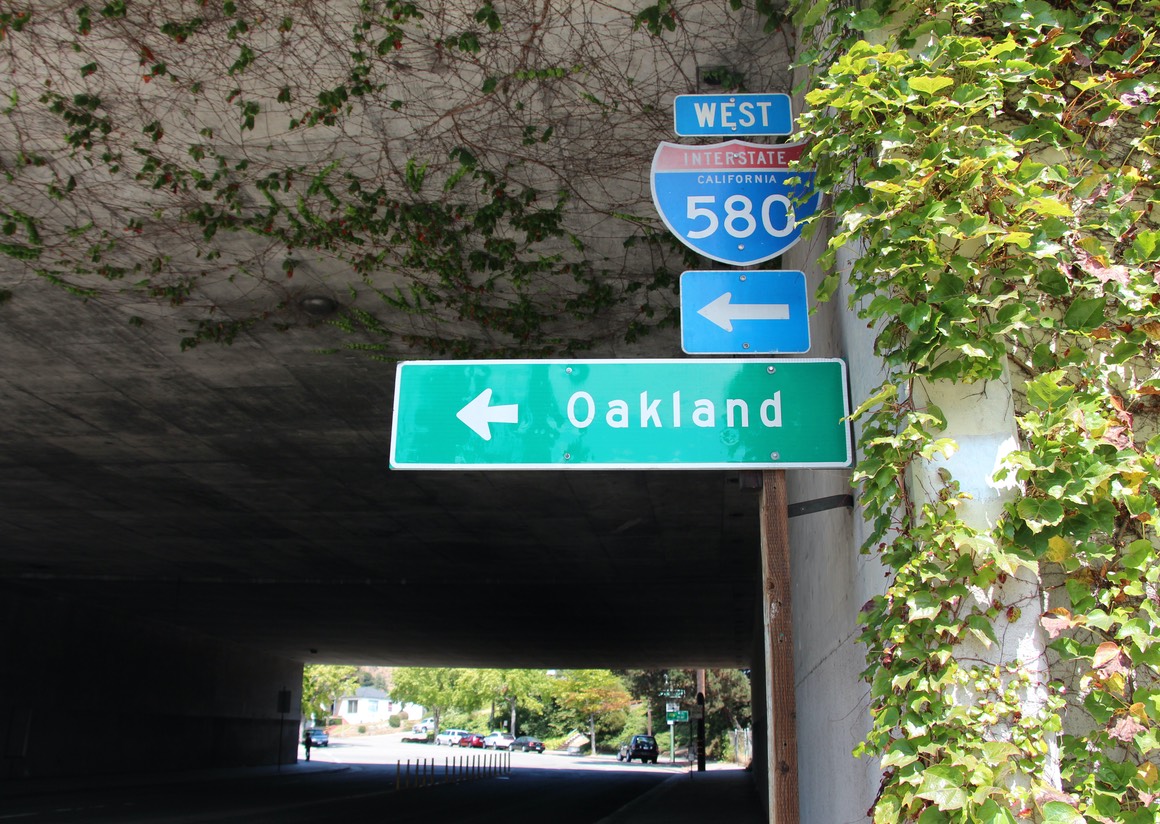 WEST
INTERSTATE
CALIFORNIA
580
Oakland